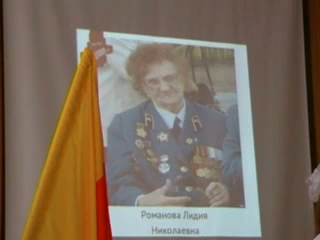 Романова Лидия
Николаевна